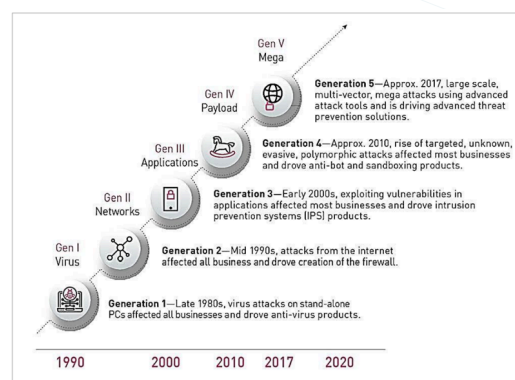 Gen V
Mega
Generation 5—Approx. 2017, large scale,
multi-vector, mega attacks using advanced
attack tools and is driving advanced threat
prevention solutions.
Gen IV
Payload
Generation 4—Approx. 2010, rise of targeted, unknown,
evasive, polymorphic attacks affected most businesses
and drove anti-bot and sandboxing products.
Gen III
Applications
Generation 3—Early 2000s, exploiting vulnerabilities in
applications affected most businesses and drove intrusion
prevention systems (IPS) products.
Gen II
Networks
Generation 2—Mid 1990s, attacks from the internet
affected all business and drove creation of the firewall.
Gen I
Virus
Generation 1—Late 1980s, virus attacks on stand-alone
PCs affected all businesses and drove anti-virus products.
1990 2000 2010 2017 2020